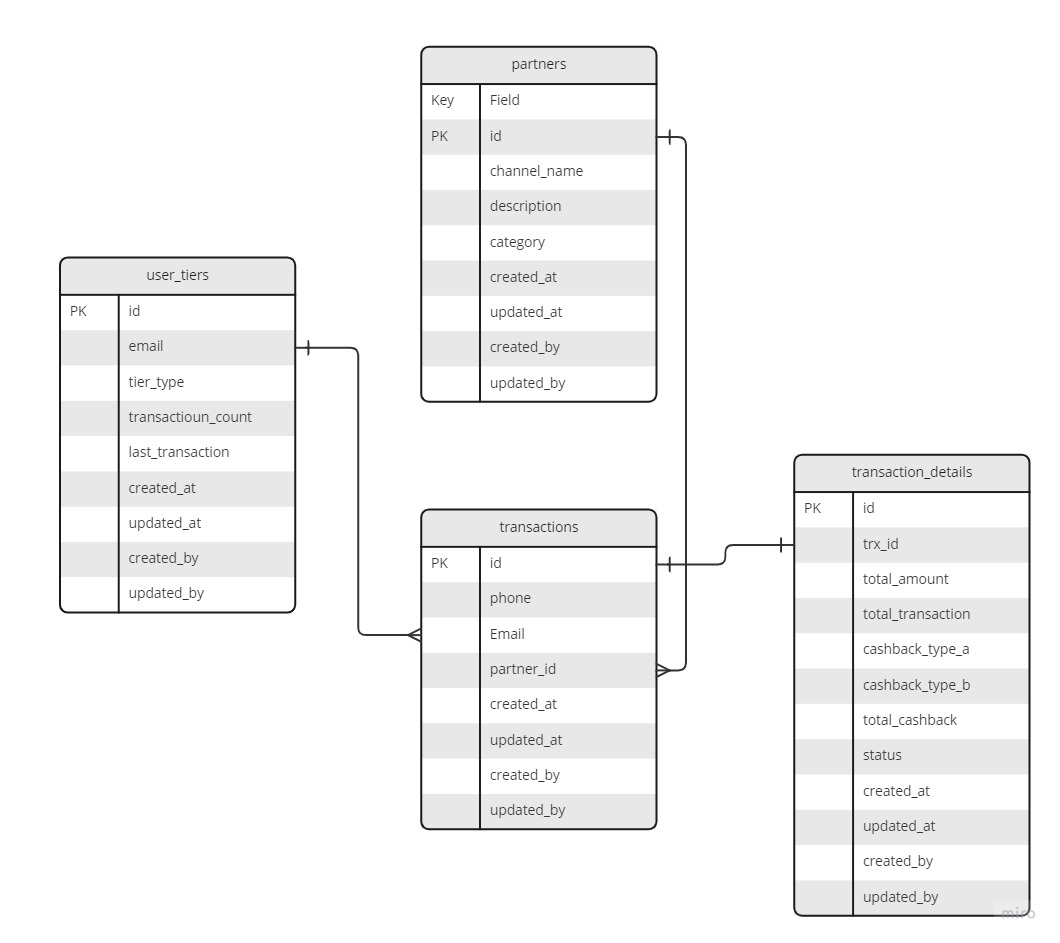 partners
Key Field
PK id
channel_name
description
category
created_at
updated_at
created_by
updated_by
user_tiers
PK id
email
tier_type
transactioun_count
last_transaction
created_at
updated_at
created_by
updated_by
transactions
PK id
phone
Email
partner_id
created_at
updated_at
created_by
updated_by
transaction_details
PK id
trx_id
total_amount
total_transaction
cashback_type_a
cashback_type_b
total_cashback
status
created_at
updated_at
created_by
updated_by
miro